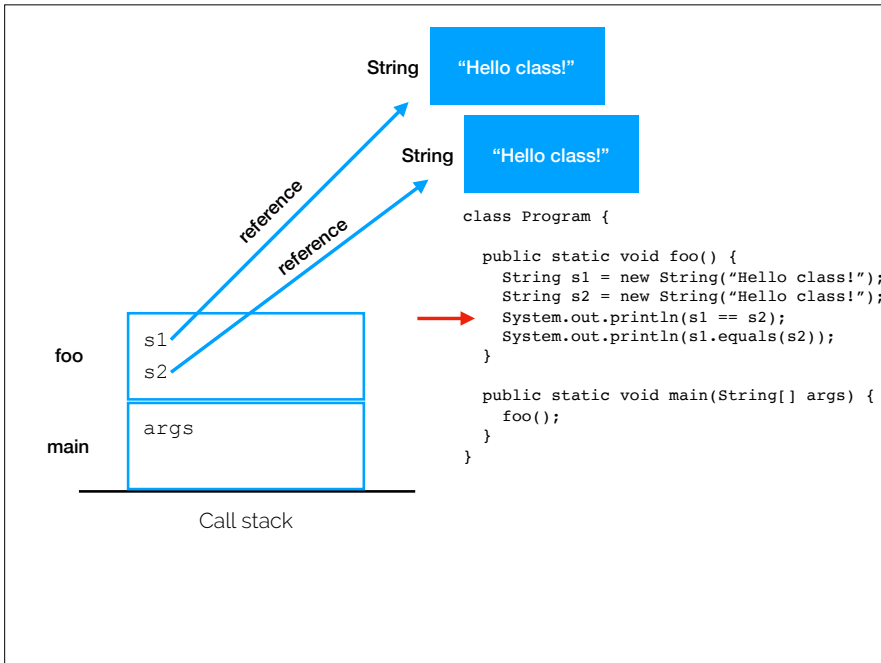 String
“Hello class!”
String
“Hello class!”
reference
reference
class Program {
public static void foo() {
String s1 = new String(“Hello class!”);
String s2 = new String(“Hello class!”);
System.out.println(s1 == s2);
System.out.println(s1.equals(s2));
}
public static void main(String[] args) {
foo();
}
}
foo
s1
s2
main
args
Call stack